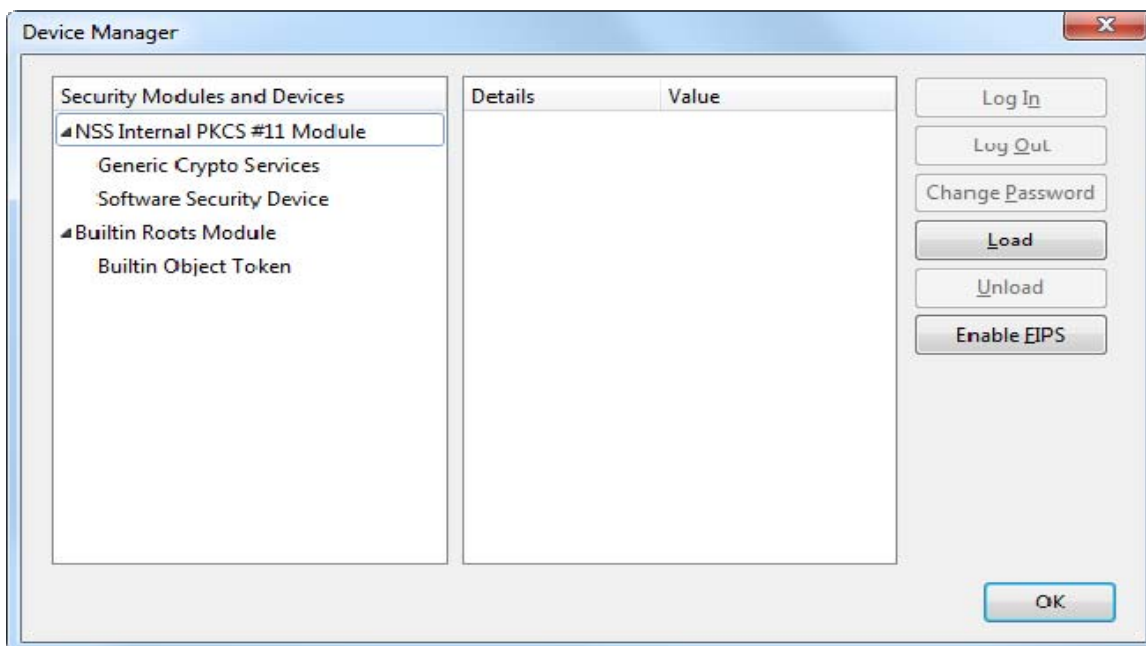 Device Manager
Security Modules and Devices
NSS Internal PKCS #11 Module
Generic Crypto Services
Software Security Device
Builtin Roots Module
Builtin Object Token
Details Value
Log In
Log Out
Change Password
Load
Unload
Enable FIPS
OK